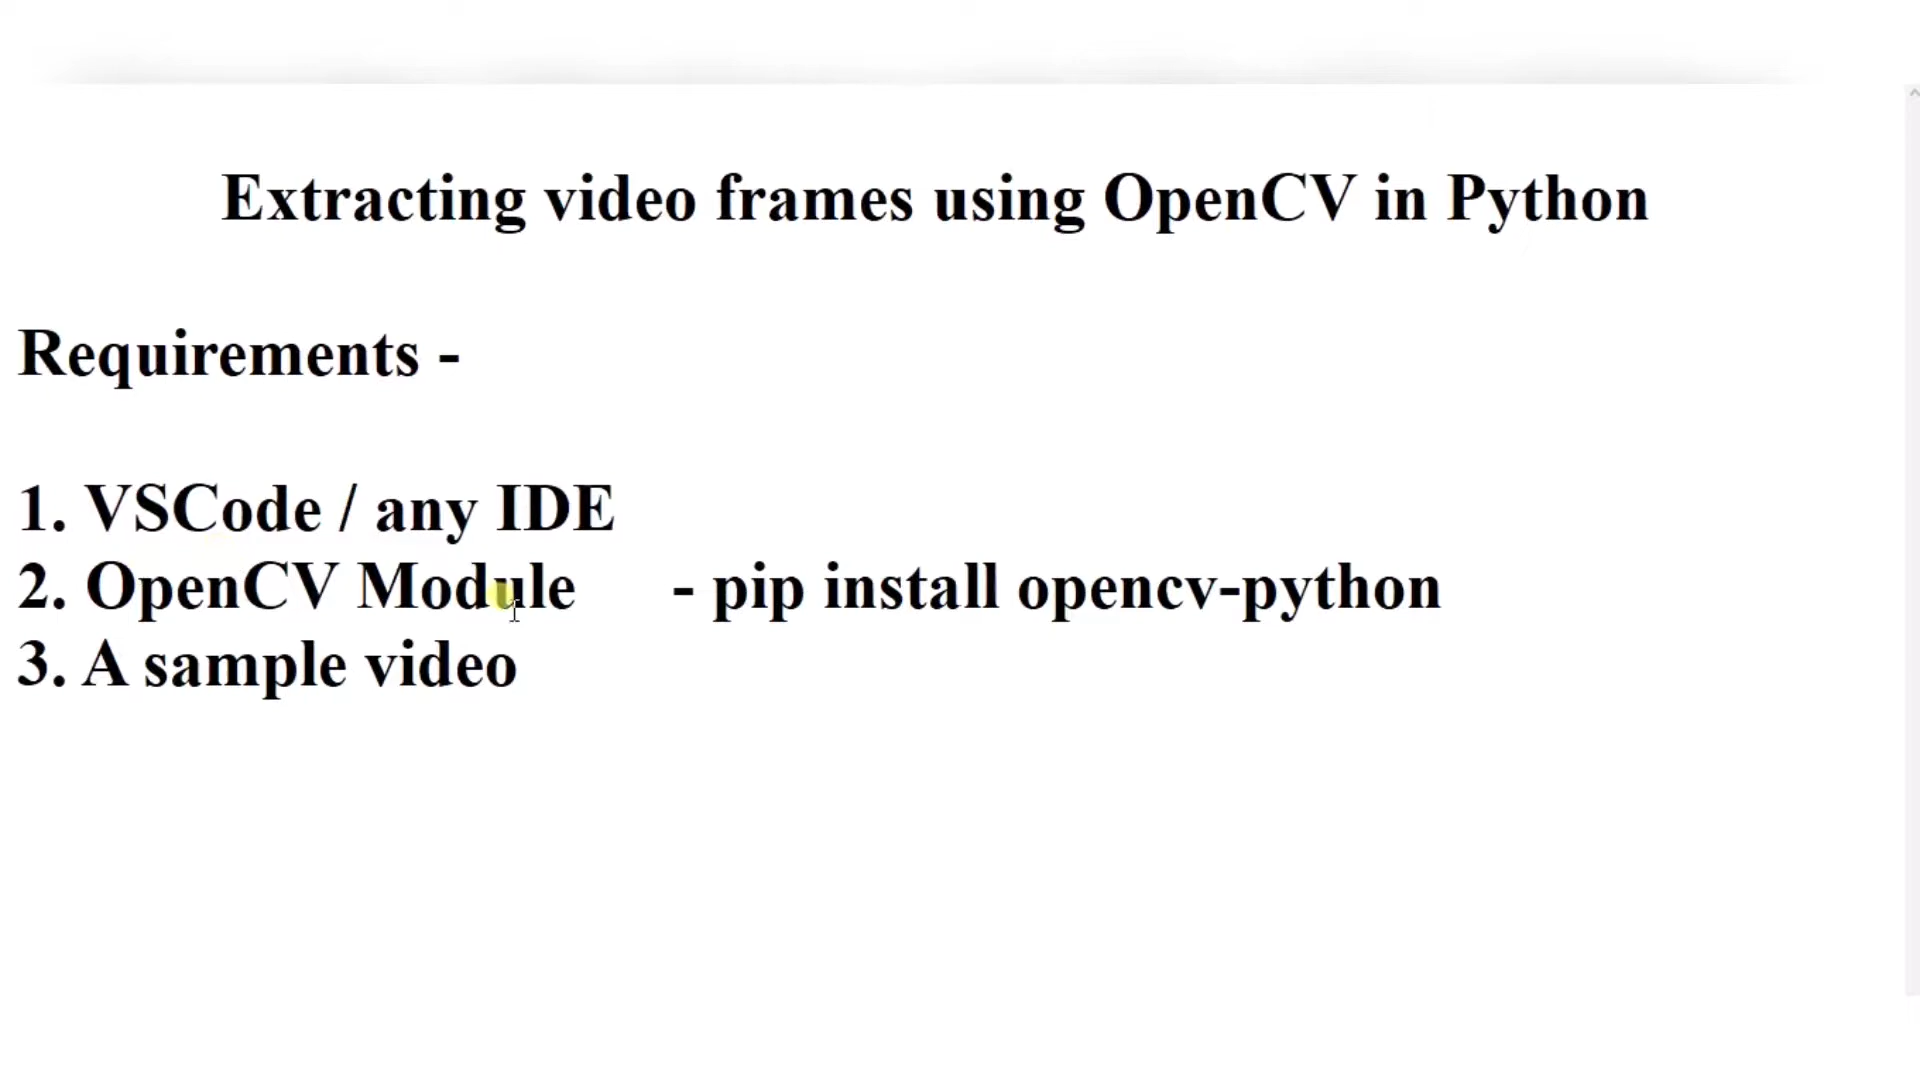 Extracting video frames using OpenCV in Python
Requirements -
1. VSCode / any IDE
2. OpenCV Module - pip install opencv-python
3. A sample video